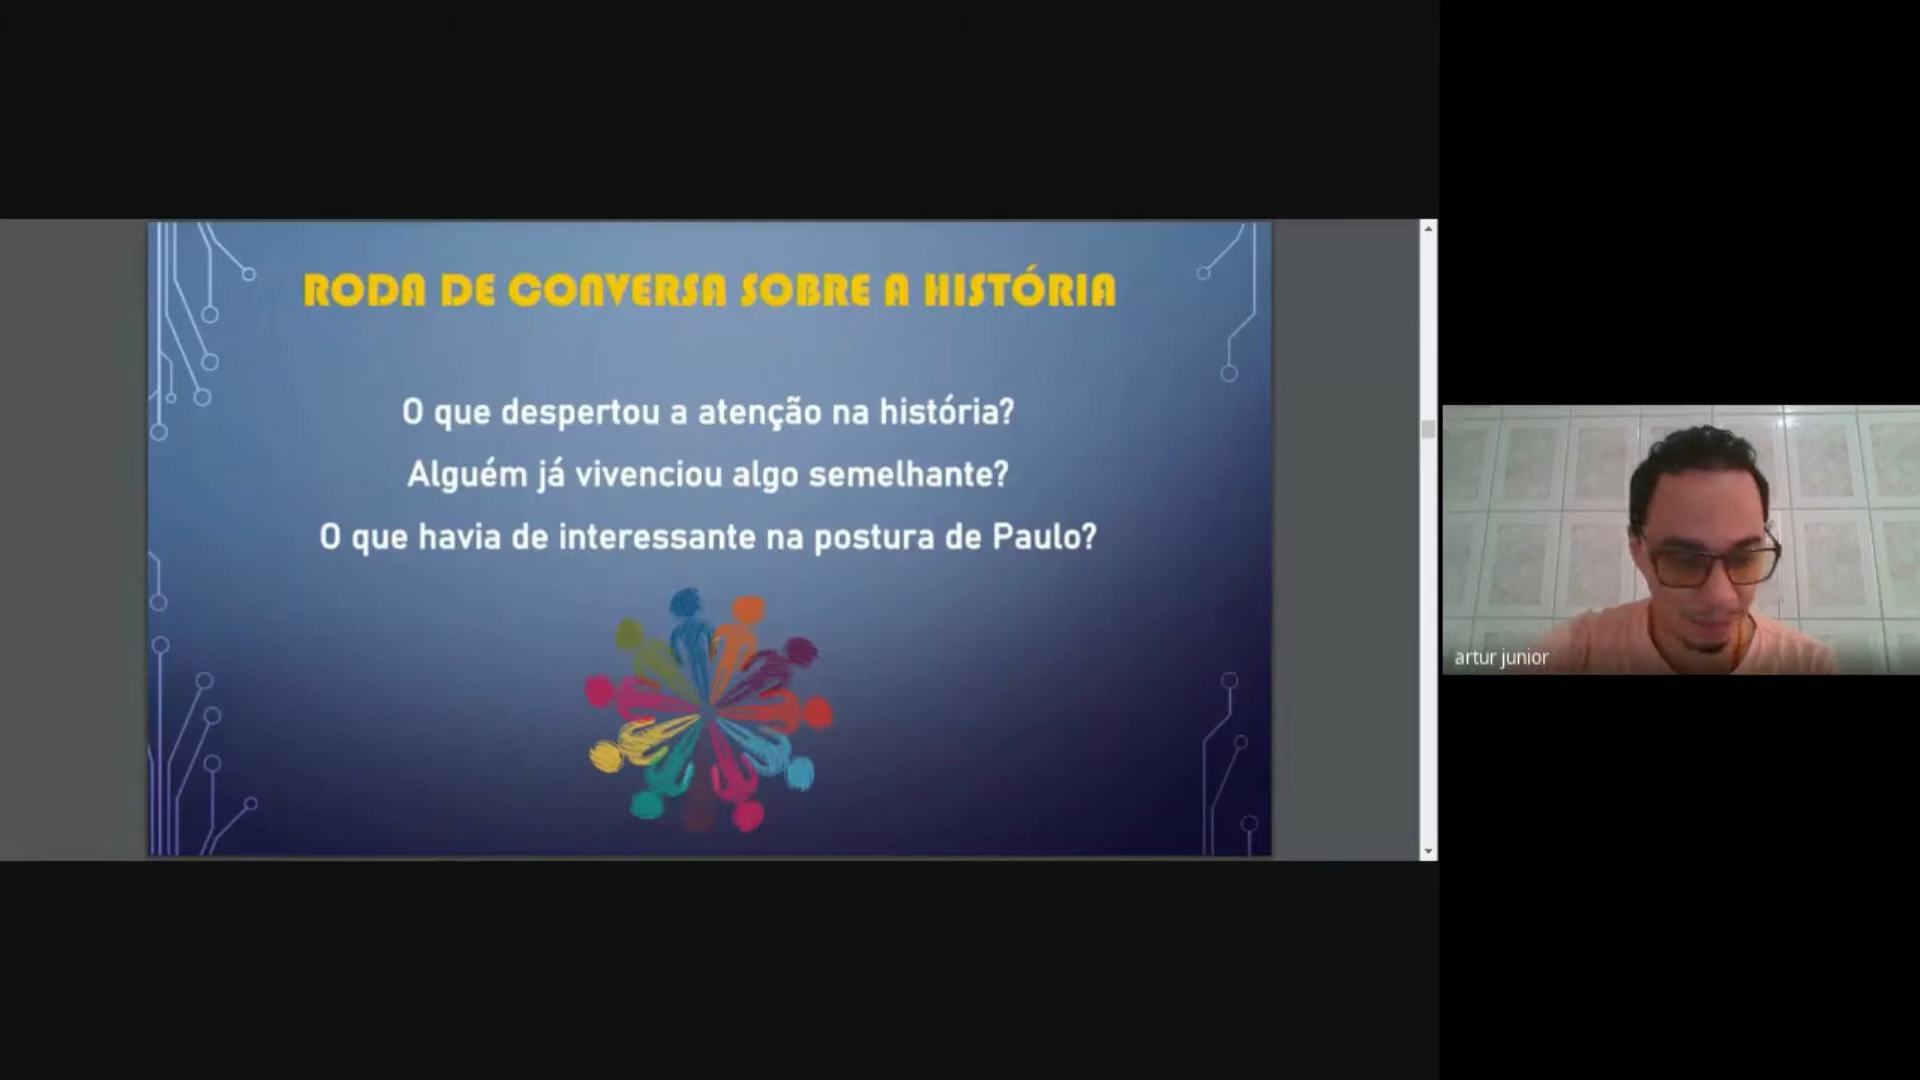 RODA DE CONVERSA SOBRE A HISTÓRIA
O que despertou a atenção na história?
Alguém já vivenciou algo semelhante?
O que havia de interessante na postura de Paulo?
artur junior